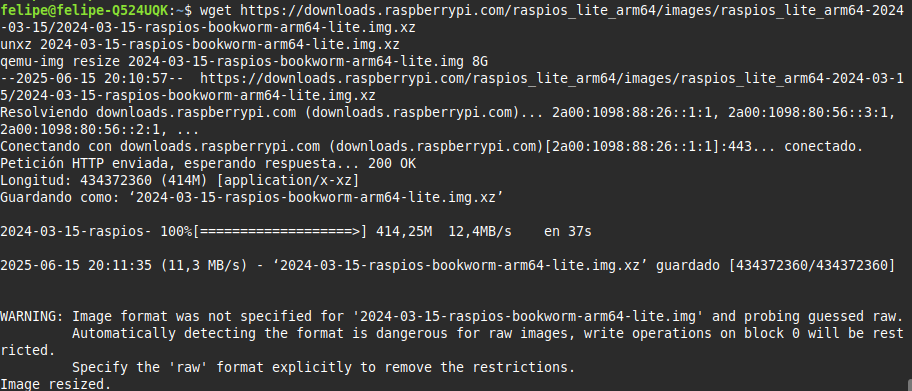 felipe@felipe-Q524UQK:~$ wget https://downloads.raspberrypi.com/raspios_lite_arm64/images/raspios_lite_arm64-2024
-03-15/2024-03-15-raspios-bookworm-arm64-lite.img.xz
unxz 2024-03-15-raspios-bookworm-arm64-lite.img.xz
qemu-img resize 2024-03-15-raspios-bookworm-arm64-lite.img 8G
--2025-06-15 20:10:57--  https://downloads.raspberrypi.com/raspios_lite_arm64/images/raspios_lite_arm64-2024-03-1
5/2024-03-15-raspios-bookworm-arm64-lite.img.xz
Resolviendo downloads.raspberrypi.com (downloads.raspberrypi.com)... 2a00:1098:88:26::1:1, 2a00:1098:80:56::3:1,
2a00:1098:80:56::2:1, ...
Conectando con downloads.raspberrypi.com (downloads.raspberrypi.com)[2a00:1098:88:26::1:1]:443... conectado.
Petición HTTP enviada, esperando respuesta... 200 OK
Longitud: 434372360 (414M) [application/x-xz]
Guardando como: ‘2024-03-15-raspios-bookworm-arm64-lite.img.xz’
2024-03-15-raspios- 100%[===================>] 414,25M  12,4MB/s    en 37s
2025-06-15 20:11:35 (11,3 MB/s) - ‘2024-03-15-raspios-bookworm-arm64-lite.img.xz’ guardado [434372360/434372360]
WARNING: Image format was not specified for '2024-03-15-raspios-bookworm-arm64-lite.img' and probing guessed raw.
Automatically detecting the format is dangerous for raw images, write operations on block 0 will be rest
ricted.
Specify the 'raw' format explicitly to remove the restrictions.
Image resized.